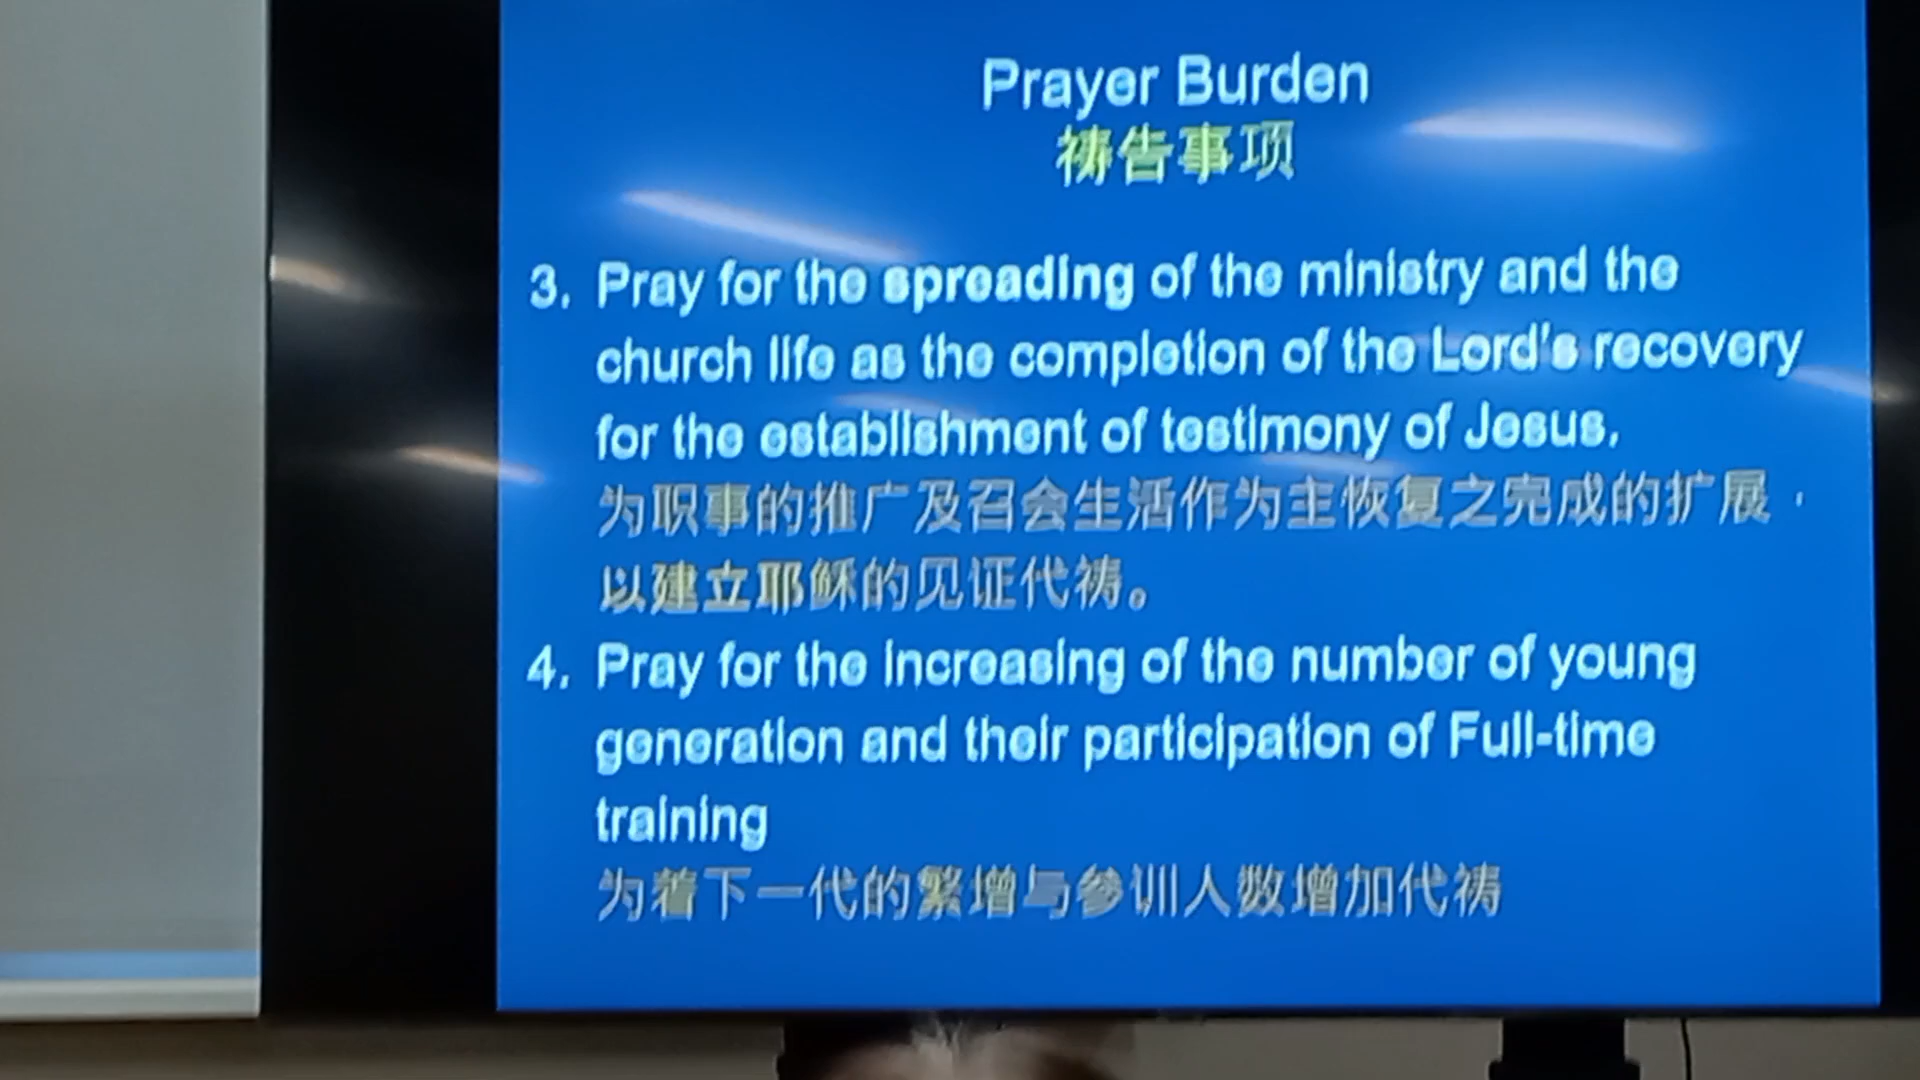 Prayer Burden
祷告事项
3. Pray for the spreading of the ministry and the
church life as the completion of the Lord's recovery
for the establishment of testimony of Jesus.
为职事的推广及召会生活作为主恢复之完成的扩展，
以建立耶稣的见证代祷。
4. Pray for the increasing of the number of young
generation and their participation of Full-time
training
为着下一代的繁增与参训人数增加代祷